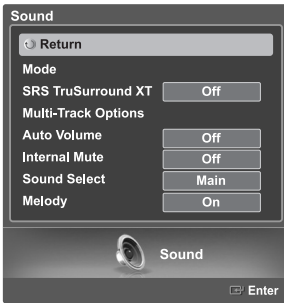 Sound
Return
Mode
SRS TruSurround XT Off
Multi-Track Options
Auto Volume Off
Internal Mute Off
Sound Select Main
Melody On
Sound
Enter